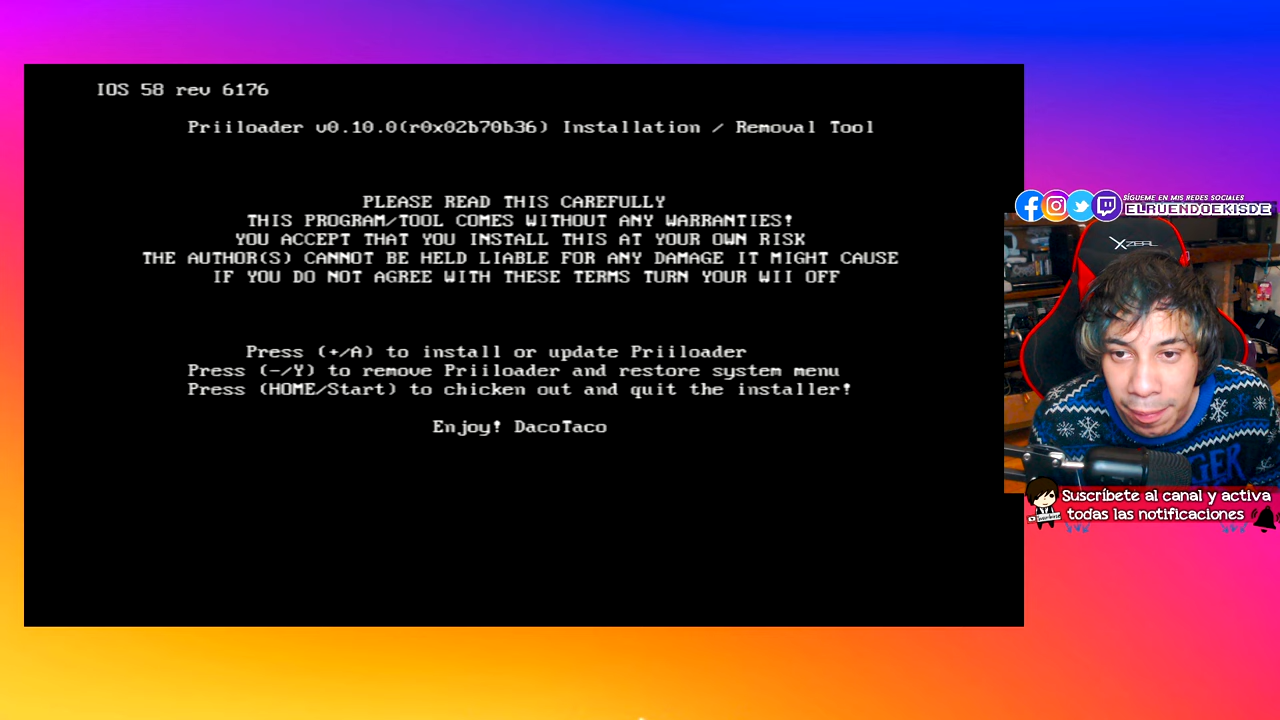 IOS 58 rev 6176
Priiloader v0.10.0(r0x02b70b36) Installation / Removal Tool
PLEASE READ THIS CAREFULLY
THIS PROGRAM/TOOL COMES WITHOUT ANY WARRANTIES!
YOU ACCEPT THAT YOU INSTALL THIS AT YOUR OWN RISK
THE AUTHOR(S) CANNOT BE HELD LIABLE FOR ANY DAMAGE IT MIGHT CAUSE
IF YOU DO NOT AGREE WITH THESE TERMS TURN YOUR WII OFF
Press (+/A) to install or update Priiloader
Press (-/Y) to remove Priiloader and restore system menu
Press (HOME/Start) to chicken out and quit the installer!
Enjoy! DacoTaco
SÍGUEME EN MIS REDES SOCIALES
ELRUENDOEKISDE
XZEAL
GER
Suscríbete al canal y activa
todas las notificaciones